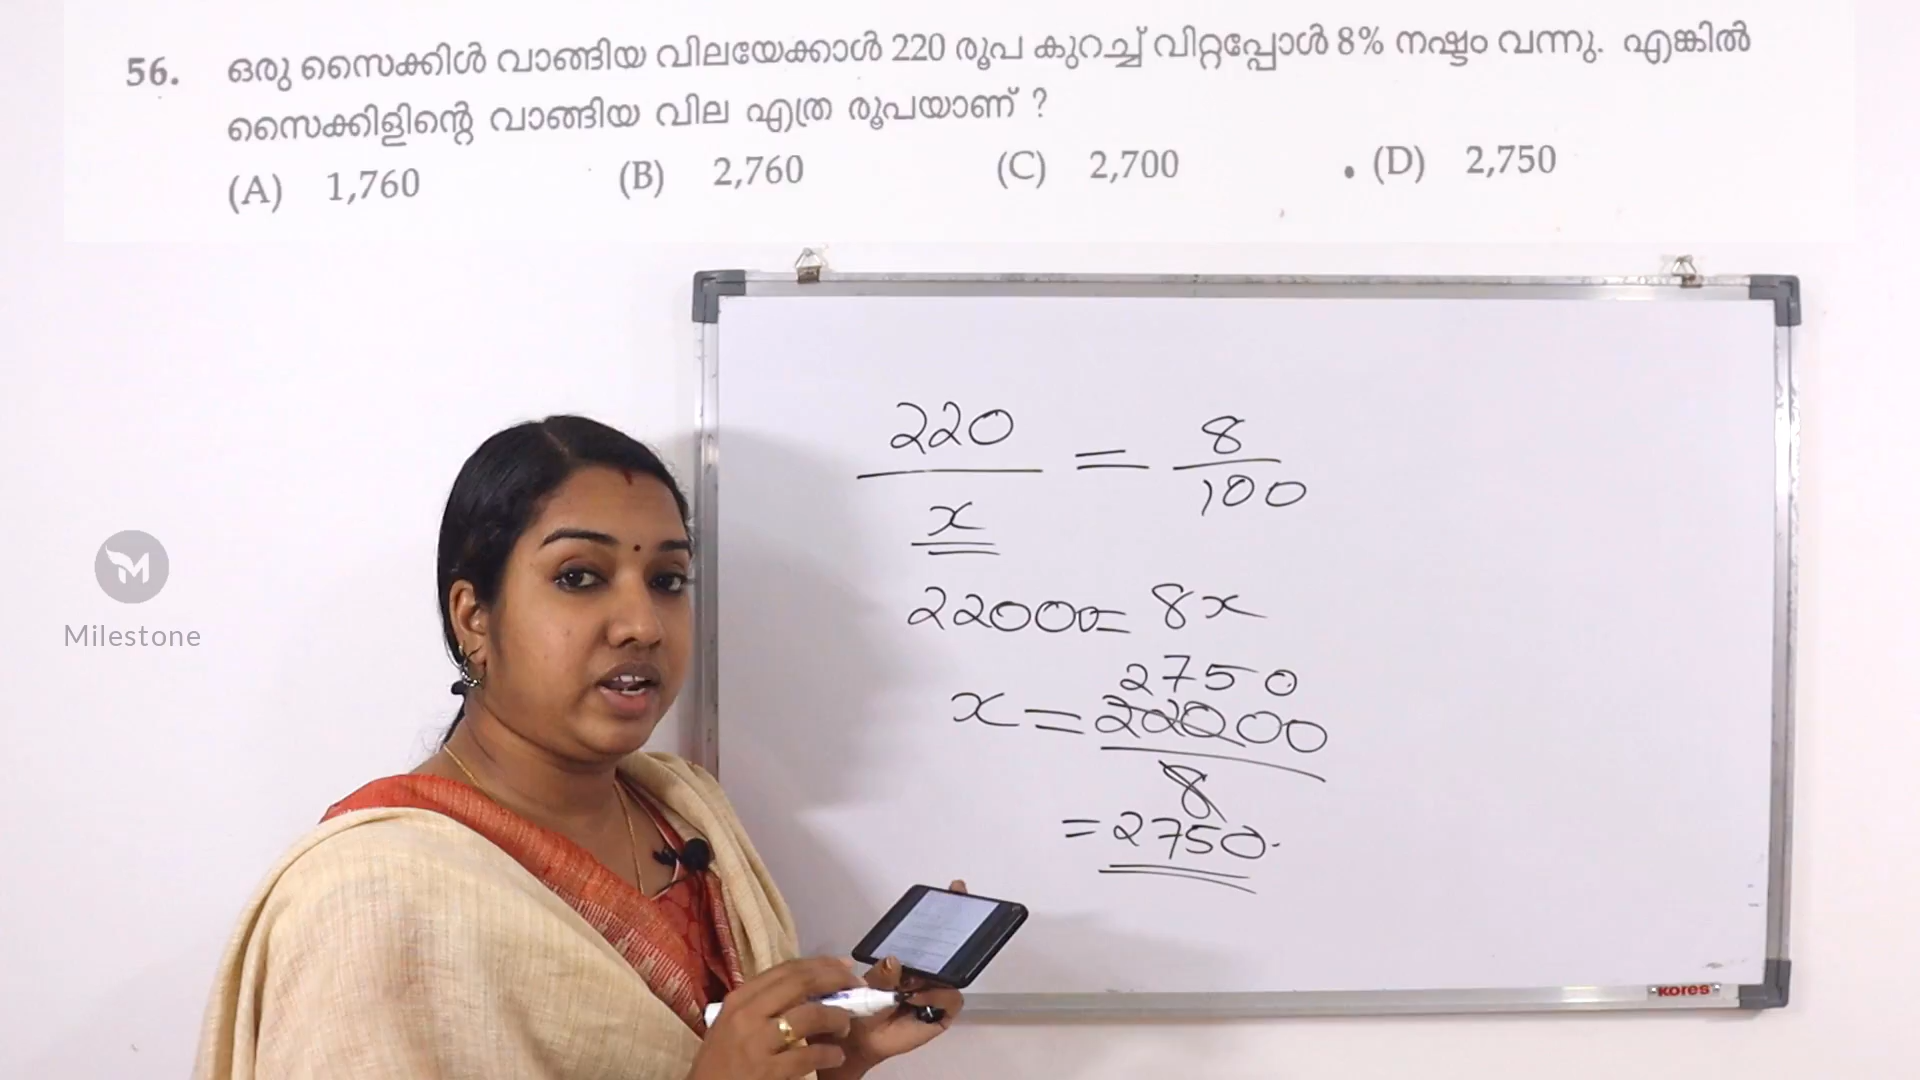 56. ഒരു സൈക്കിൾ വാങ്ങിയ വിലയേക്കാൾ 220 രൂപ കുറച്ച് വിറ്റപ്പോൾ 8% നഷ്ടം വന്നു. എങ്കിൽ
സൈക്കിളിന്റെ വാങ്ങിയ വില എത്ര രൂപയാണ് ?
(A) 1,760 (B) 2,760 (C) 2,700 (D) 2,750
220 = 8
x 100
22000 = 8x
2750
x = 22000
8
= 2750
M
Milestone
KORES